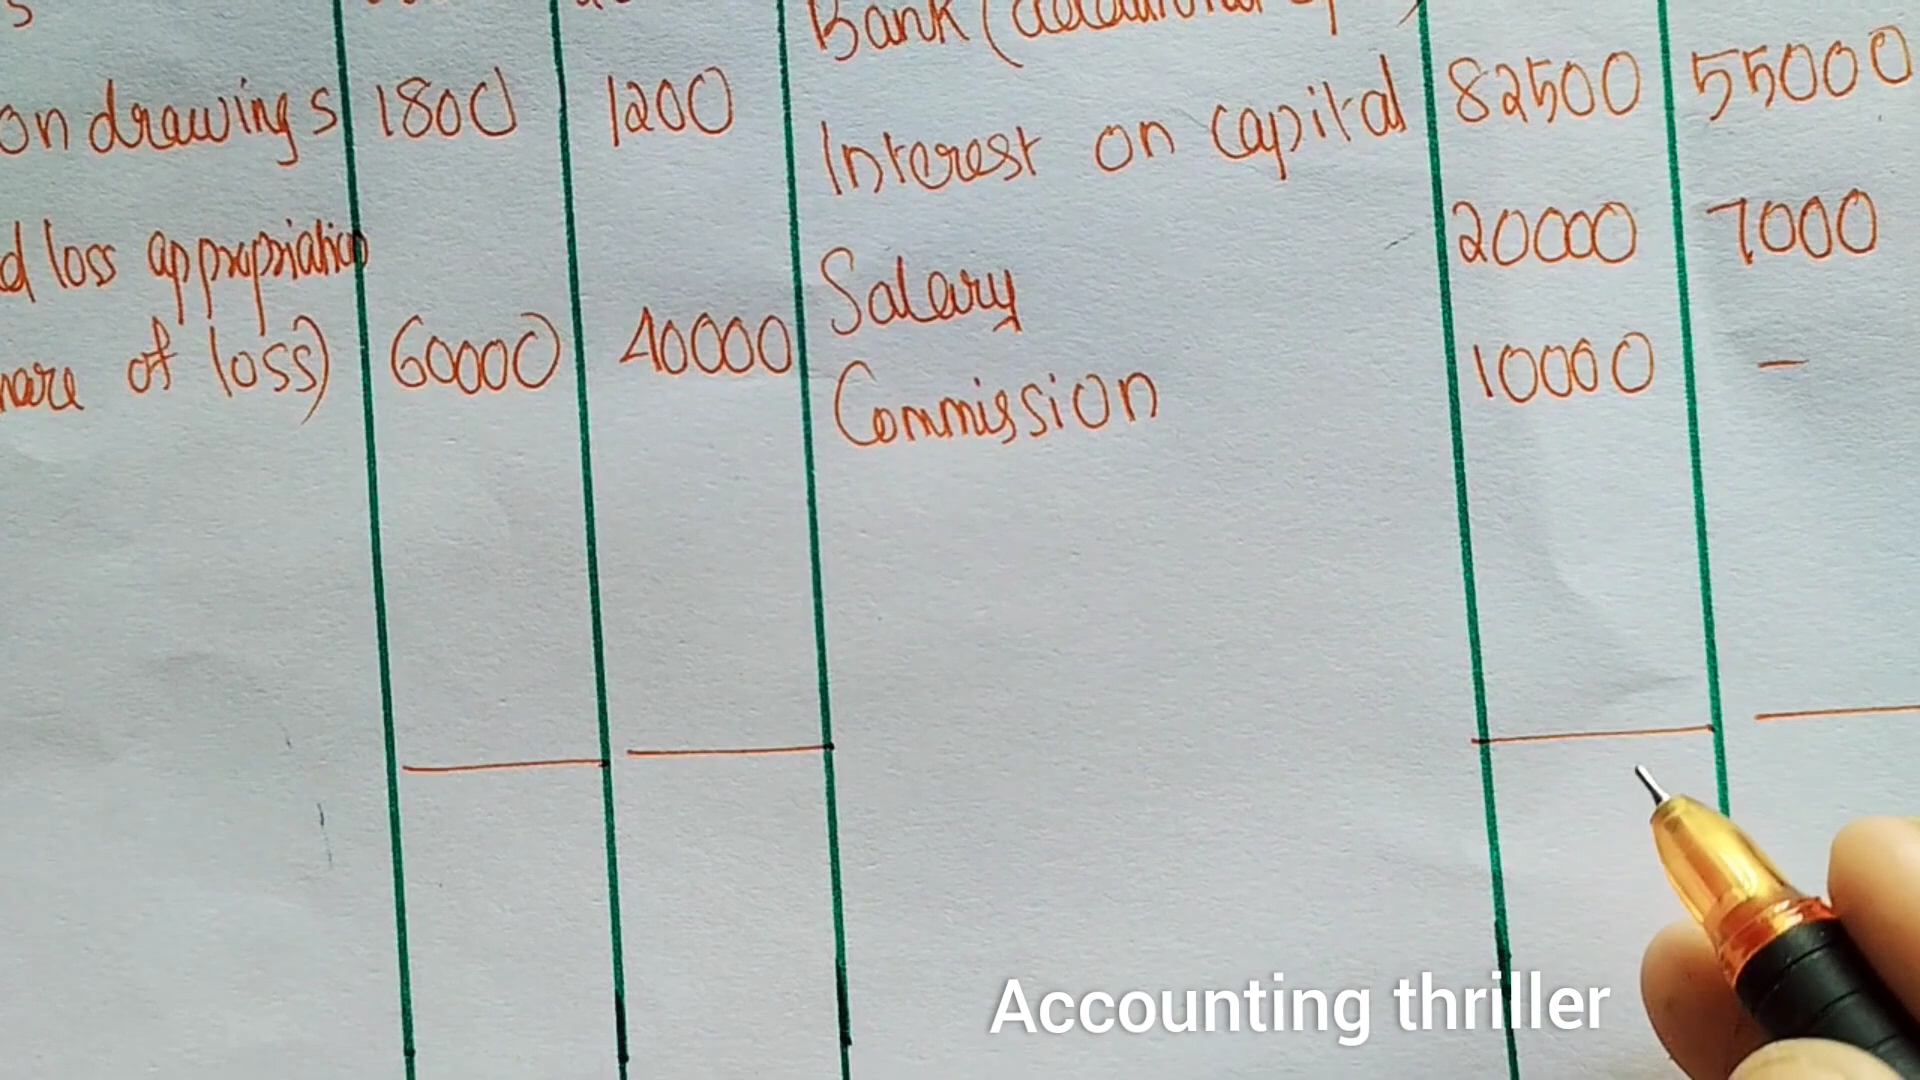 s
Bank
on drawings 1800 1200 Interest on capital 82500 55000
d loss appropriation
are of loss) 60000 40000 Salary 20000 7000
Commission 10000 –
Accounting thriller